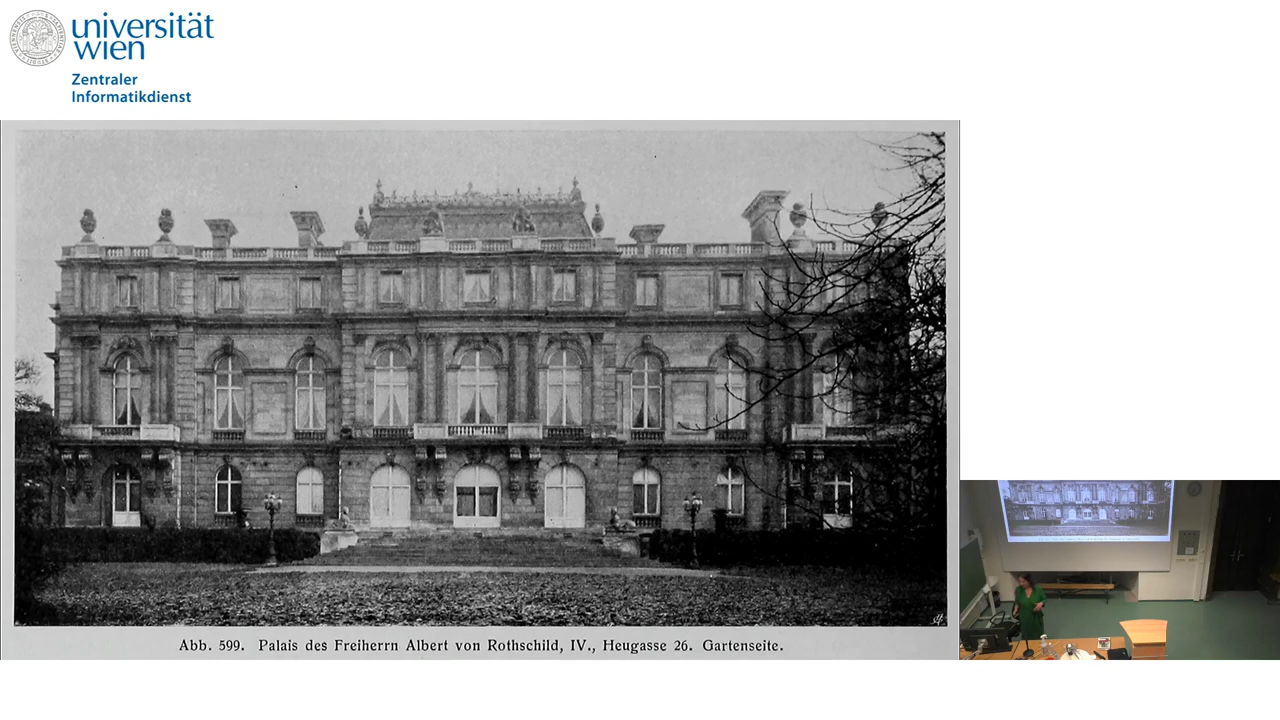 universität
wien
Zentraler
Informatikdienst
Abb. 599. Palais des Freiherrn Albert von Rothschild, IV., Heugasse 26. Gartenseite.